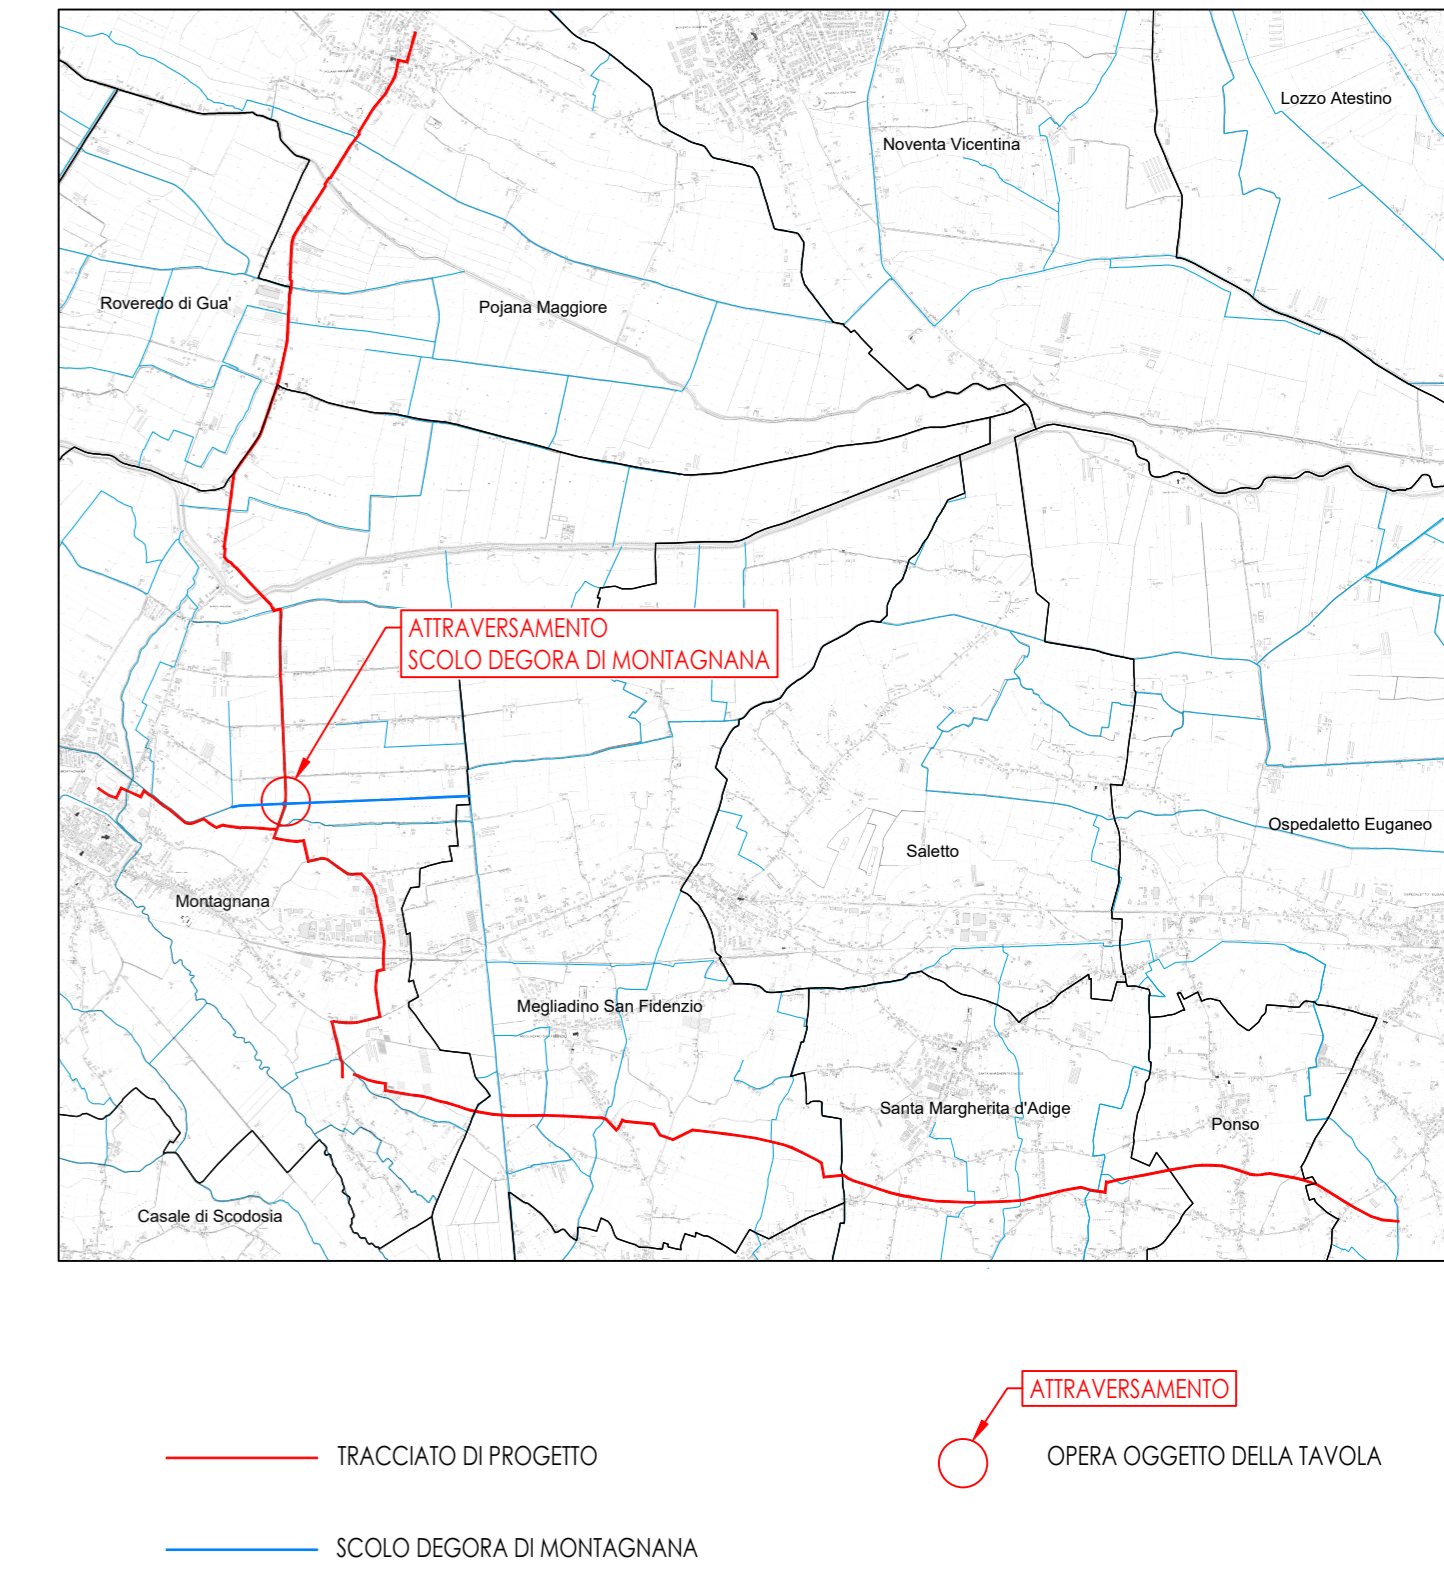 Lozzo Atestino
Noventa Vicentina
Roveredo di Gua'
Pojana Maggiore
ATTRAVERSAMENTO
SCOLO DEGORA DI MONTAGNANA
Ospedaletto Euganeo
Saletto
Montagnana
Megliadino San Fidenzio
Santa Margherita d'Adige
Ponso
Casale di Scodosia
ATTRAVERSAMENTO
TRACCIATO DI PROGETTO
OPERA OGGETTO DELLA TAVOLA
SCOLO DEGORA DI MONTAGNANA